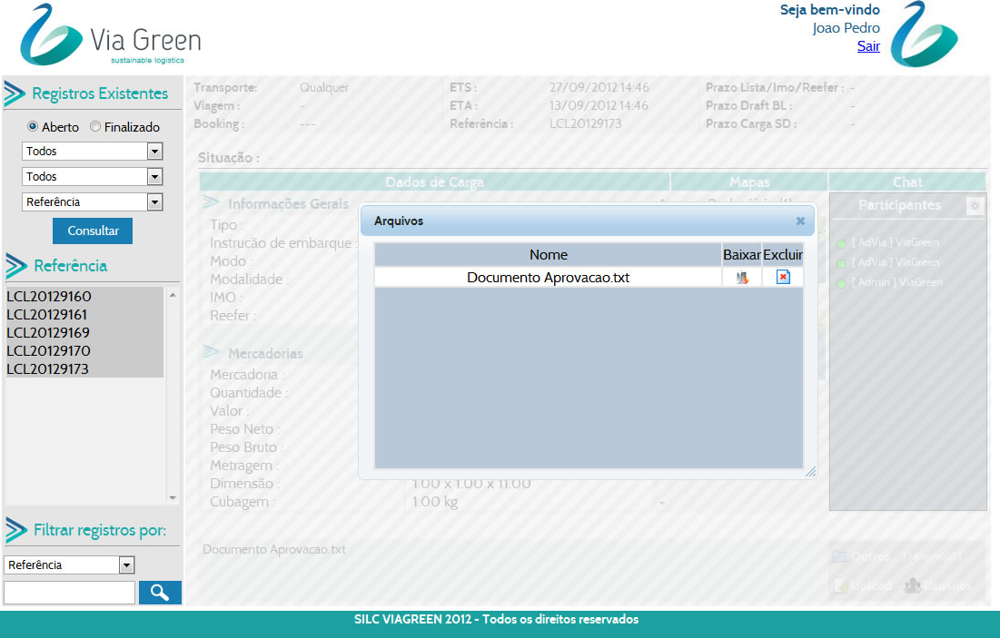 Via Green
sustainable logistics
Seja bem-vindo
Joao Pedro
Sair
Registros Existentes
Aberto Finalizado
Todos
Todos
Referência
Consultar
Referência
LCL20129160
LCL20129161
LCL20129169
LCL20129170
LCL20129173
Filtrar registros por:
Referência
Transporte: Qualquer ETS : 27/09/2012 14:46 Prazo Lista/Imo/Reefer : -
Viagem : - ETA : 13/09/2012 14:46 Prazo Draft BL : -
Booking : --- Referência : LCL20129173 Prazo Carga SD : -
Situação : -
Dados de Carga Mapas Chat
Informações Gerais
Tipo :
Instrução de embarque :
Modo :
Modalidade :
IMO :
Reefer :
Mercadorias
Mercadoria :
Quantidade :
Valor :
Peso Neto :
Peso Bruto :
Metragem :
Dimensão : 1.00 x 1.00 x 11.00
Cubagem : 1.00 kg
Arquivos
Nome Baixar Excluir
Documento Aprovacao.txt
Participantes
[ AdVia ] ViaGreen
[ AdVia ] ViaGreen
[ Admin ] ViaGreen
Documento Aprovacao.txt
Outros
Upload Usuários
SILC VIAGREEN 2012 - Todos os direitos reservados